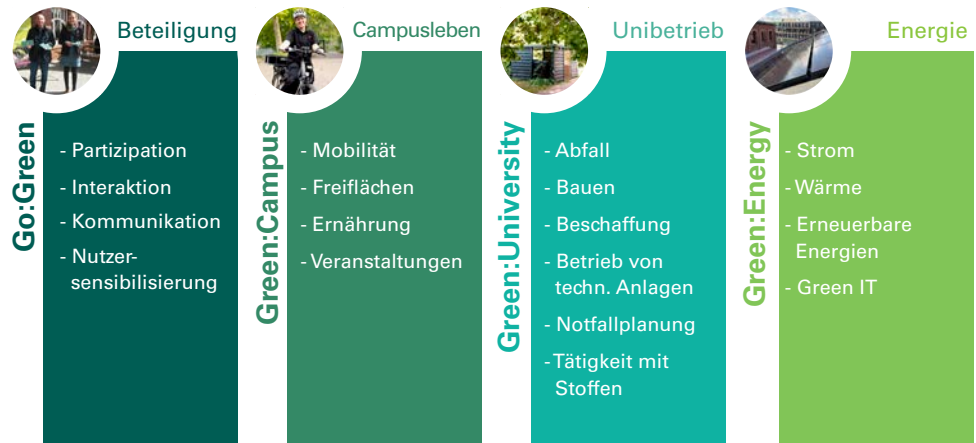 Beteiligung
Go:Green
- Partizipation
- Interaktion
- Kommunikation
- Nutzer-
sensibilisierung
Campusleben
Green:Campus
- Mobilität
- Freiflächen
- Ernährung
- Veranstaltungen
Unibetrieb
Green:University
- Abfall
- Bauen
- Beschaffung
- Betrieb von
techn. Anlagen
- Notfallplanung
- Tätigkeit mit
Stoffen
Energie
Green:Energy
- Strom
- Wärme
- Erneuerbare
Energien
- Green IT